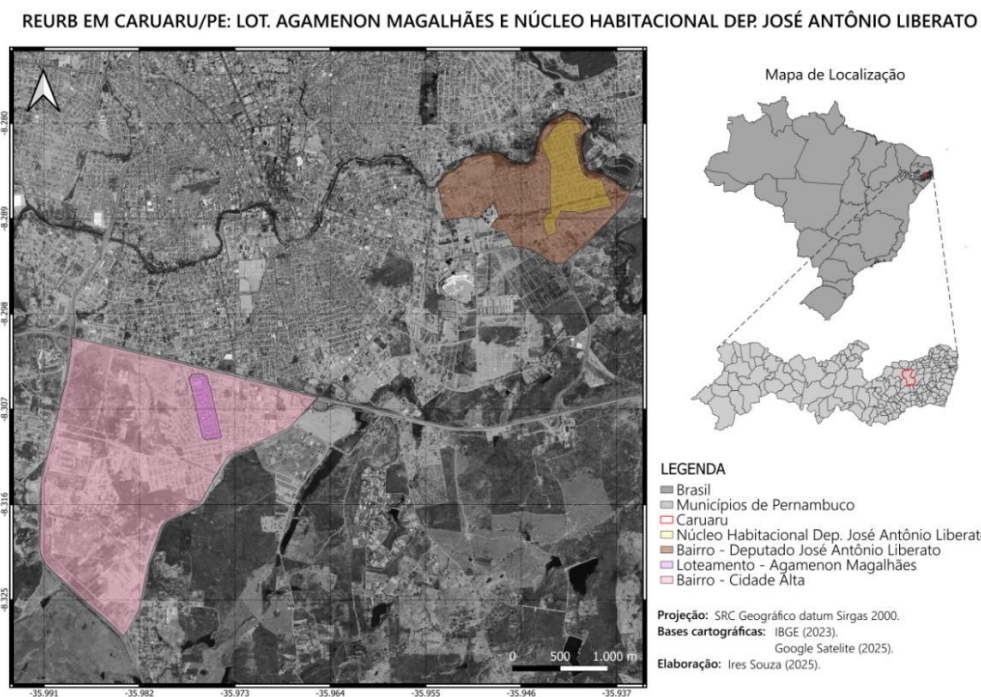 REURB EM CARUARU/PE: LOT. AGAMENON MAGALHÃES E NÚCLEO HABITACIONAL DEP. JOSÉ ANTÔNIO LIBERATO
-8.280
-8.289
-8.298
-8.307
-8.316
-8.325
0 500 1.000 m
-35.991 -35.982 -35.973 -35.964 -35.955 -35.946 -35.937
Mapa de Localização
LEGENDA
Brasil
Municípios de Pernambuco
Caruaru
Núcleo Habitacional Dep. José Antônio Liberat
Bairro - Deputado José Antônio Liberato
Loteamento - Agamenon Magalhães
Bairro - Cidade Alta
Projeção: SRC Geográfico datum Sirgas 2000.
Bases cartográficas: IBGE (2023).
Google Satelite (2025).
Elaboração: Ires Souza (2025).